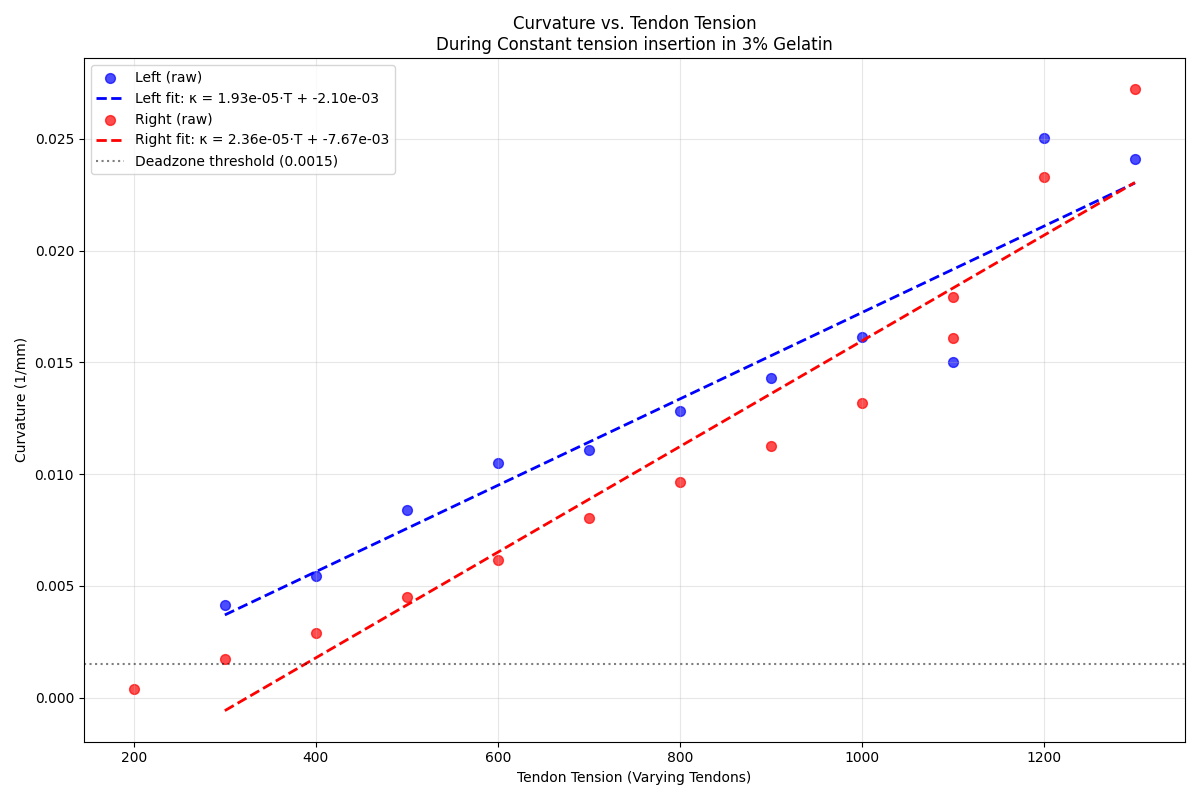 Curvature vs. Tendon Tension
During Constant tension insertion in 3% Gelatin
Left (raw)
Left fit: κ = 1.93e-05·T + -2.10e-03
Right (raw)
Right fit: κ = 2.36e-05·T + -7.67e-03
Deadzone threshold (0.0015)
Curvature (1/mm)
0.025
0.020
0.015
0.010
0.005
0.000
200 400 600 800 1000 1200
Tendon Tension (Varying Tendons)